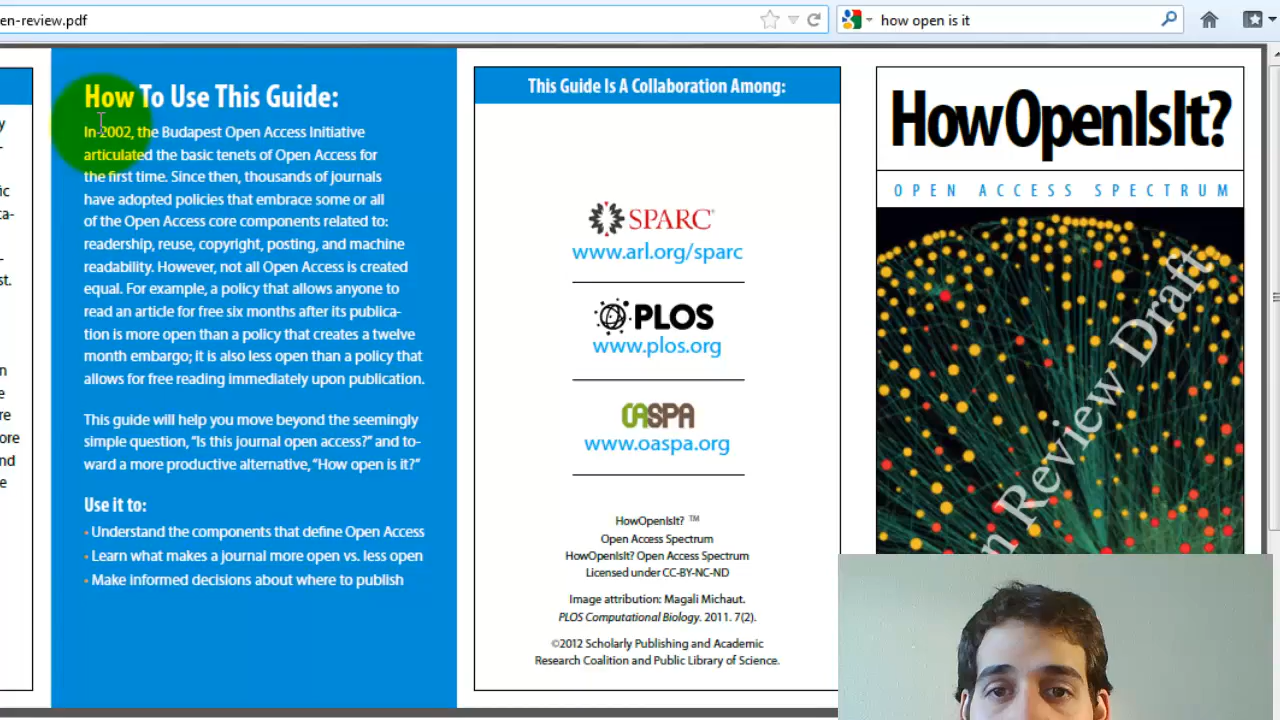 en-review.pdf
how open is it
y
-
fic
ta-
-
st.
n
e
re
ore
nd
e
How To Use This Guide:
In 2002, the Budapest Open Access Initiative
articulated the basic tenets of Open Access for
the first time. Since then, thousands of journals
have adopted policies that embrace some or all
of the Open Access core components related to:
readership, reuse, copyright, posting, and machine
readability. However, not all Open Access is created
equal. For example, a policy that allows anyone to
read an article for free six months after its publica-
tion is more open than a policy that creates a twelve
month embargo; it is also less open than a policy that
allows for free reading immediately upon publication.
This guide will help you move beyond the seemingly
simple question, “Is this journal open access?” and to-
ward a more productive alternative, “How open is it?”
Use it to:
• Understand the components that define Open Access
• Learn what makes a journal more open vs. less open
• Make informed decisions about where to publish
This Guide Is A Collaboration Among:
SPARC
www.arl.org/sparc
PLOS
www.plos.org
OASPA
www.oaspa.org
HowOpenIsIt? ™
Open Access Spectrum
HowOpenIsIt? Open Access Spectrum
Licensed under CC-BY-NC-ND
Image attribution: Magali Michaut.
PLOS Computational Biology. 2011. 7(2).
©2012 Scholarly Publishing and Academic
Research Coalition and Public Library of Science.
HowOpenIsIt?
OPEN ACCESS SPECTRUM
n Review Draft